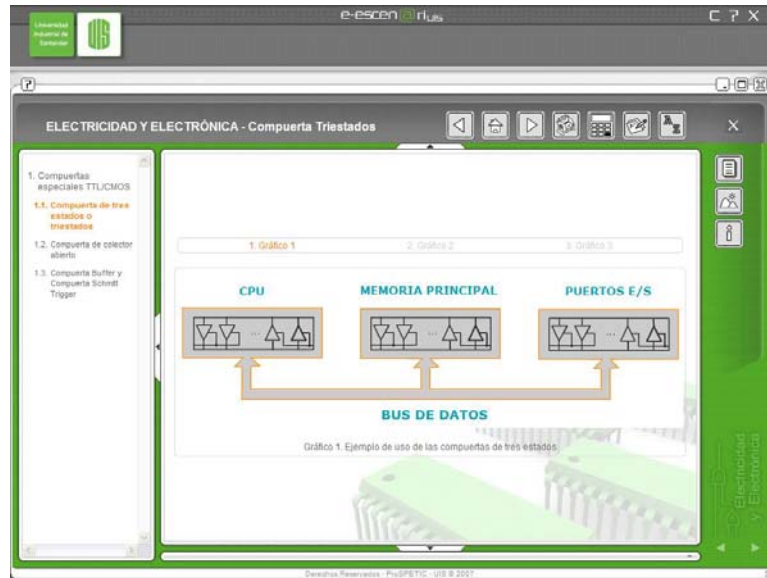 Universidad
Industrial de
Santander
UIS
e-escen@ri UIS
C ? X
?
ELECTRICIDAD Y ELECTRÓNICA - Compuerta Triestados
A
Z
X
1. Compuertas
especiales TTL/CMOS
1.1. Compuerta de tres
estados o
triestados
1.2. Compuerta de colector
abierto
1.3. Compuerta Buffer y
Compuerta Schmitt
Trigger
1. Gráfico 1
2. Gráfico 2
3. Gráfico 3
CPU
MEMORIA PRINCIPAL
PUERTOS E/S
...
...
...
BUS DE DATOS
Gráfico 1. Ejemplo de uso de las compuertas de tres estados
Electricidad
y Electrónica
Derechos Reservados - ProSPETIC - UIS © 2007